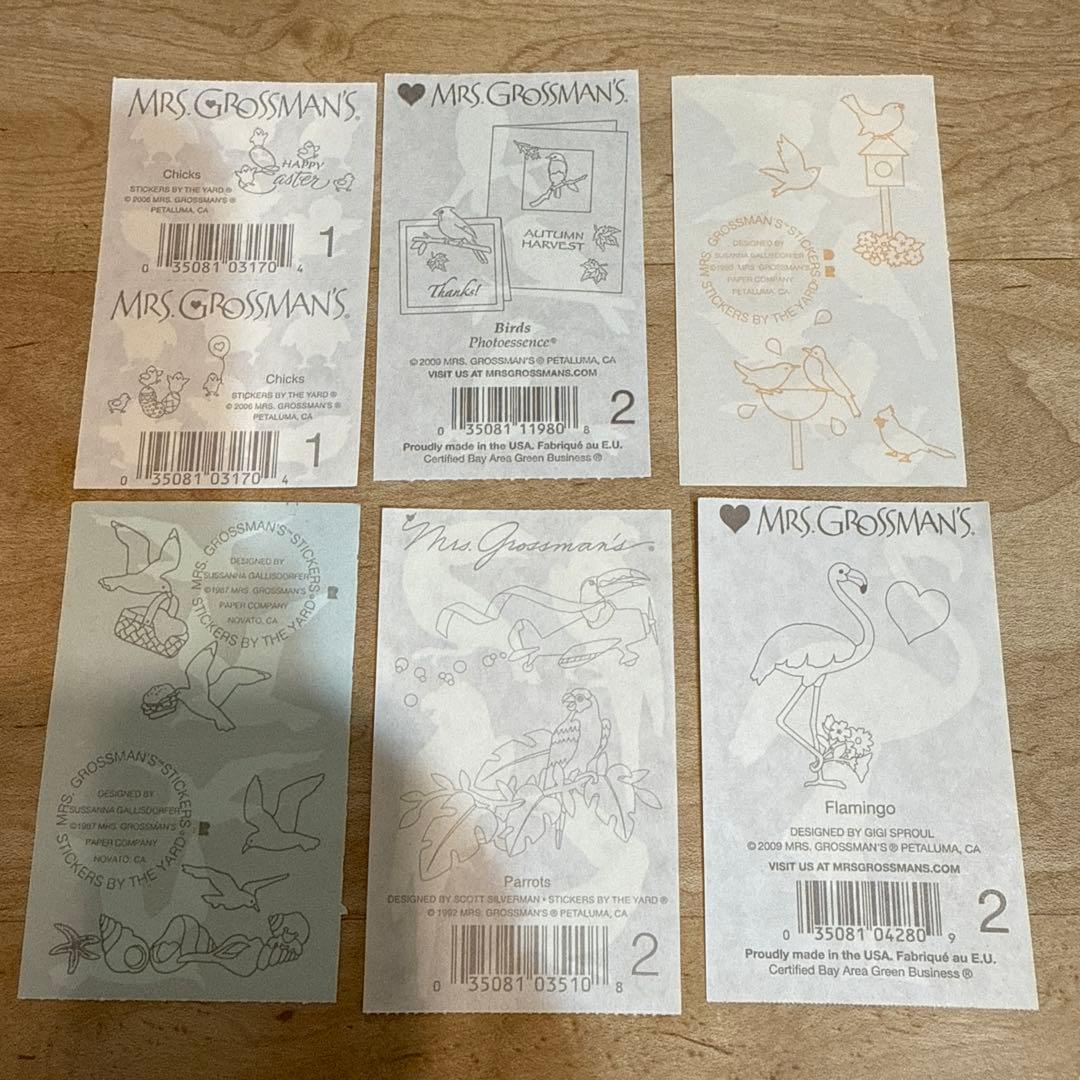 MRS. GROSSMAN'S®
HAPPY
easter
Chicks
STICKERS BY THE YARD ®
© 2006 MRS. GROSSMAN'S ®
PETALUMA, CA
0 35081 03170 4
1
MRS. GROSSMAN'S®
Chicks
STICKERS BY THE YARD ®
© 2006 MRS. GROSSMAN'S ®
PETALUMA, CA
0 35081 03170 4
1
MRS. GROSSMAN'S®
AUTUMN
HARVEST
Thanks!
Birds
Photoessence®
© 2009 MRS. GROSSMAN'S ® PETALUMA, CA
VISIT US AT MRSGROSSMANS.COM
0 35081 11980 8
2
Proudly made in the USA. Fabriqué au E.U.
Certified Bay Area Green Business ®
MRS. GROSSMAN'S™ STICKERS
DESIGNED BY
SUSANNA GALLISDORFER
MRS. GROSSMAN'S
PAPER COMPANY
PETALUMA, CA
STICKERS BY THE YARD®
MRS. GROSSMAN'S™ STICKERS
DESIGNED BY
SUSSANNA GALLISDORFER
©1987 MRS. GROSSMAN'S
PAPER COMPANY
NOVATO, CA
STICKERS BY THE YARD®
MRS. GROSSMAN'S™ STICKERS
DESIGNED BY
SUSSANNA GALLISDORFER
©1987 MRS. GROSSMAN'S
PAPER COMPANY
NOVATO, CA
STICKERS BY THE YARD®
Mrs. Grossman's®
Parrots
DESIGNED BY SCOTT SILVERMAN • STICKERS BY THE YARD ®
© 1992 MRS. GROSSMAN'S ® PETALUMA, CA
0 35081 03510 8
2
MRS. GROSSMAN'S®
Flamingo
DESIGNED BY GIGI SPROUL
© 2009 MRS. GROSSMAN'S ® PETALUMA, CA
VISIT US AT MRSGROSSMANS.COM
0 35081 04280 9
2
Proudly made in the USA. Fabriqué au E.U.
Certified Bay Area Green Business ®